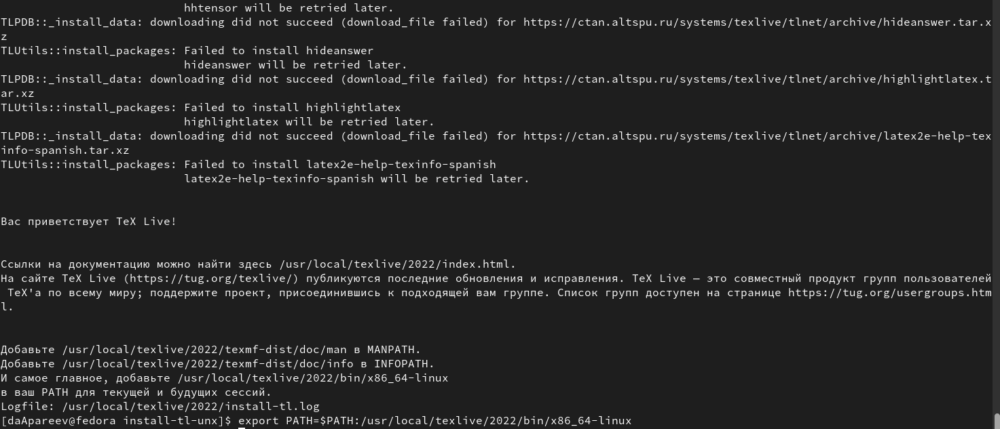 hhtensor will be retried later.
TLPDB::_install_data: downloading did not succeed (download_file failed) for https://ctan.altspu.ru/systems/texlive/tlnet/archive/hideanswer.tar.x
z
TLUtils::install_packages: Failed to install hideanswer
hideanswer will be retried later.
TLPDB::_install_data: downloading did not succeed (download_file failed) for https://ctan.altspu.ru/systems/texlive/tlnet/archive/highlightlatex.t
ar.xz
TLUtils::install_packages: Failed to install highlightlatex
highlightlatex will be retried later.
TLPDB::_install_data: downloading did not succeed (download_file failed) for https://ctan.altspu.ru/systems/texlive/tlnet/archive/latex2e-help-tex
info-spanish.tar.xz
TLUtils::install_packages: Failed to install latex2e-help-texinfo-spanish
latex2e-help-texinfo-spanish will be retried later.
Вас приветствует TeX Live!
Ссылки на документацию можно найти здесь /usr/local/texlive/2022/index.html.
На сайте TeX Live (https://tug.org/texlive/) публикуются последние обновления и исправления. TeX Live — это совместный продукт групп пользователей
TeX'а по всему миру; поддержите проект, присоединившись к подходящей вам группе. Список групп доступен на странице https://tug.org/usergroups.htm
l.
Добавьте /usr/local/texlive/2022/texmf-dist/doc/man в MANPATH.
Добавьте /usr/local/texlive/2022/texmf-dist/doc/info в INFOPATH.
И самое главное, добавьте /usr/local/texlive/2022/bin/x86_64-linux
в ваш PATH для текущей и будущих сессий.
Logfile: /usr/local/texlive/2022/install-tl.log
[daApareev@fedora install-tl-unx]$ export PATH=$PATH:/usr/local/texlive/2022/bin/x86_64-linux